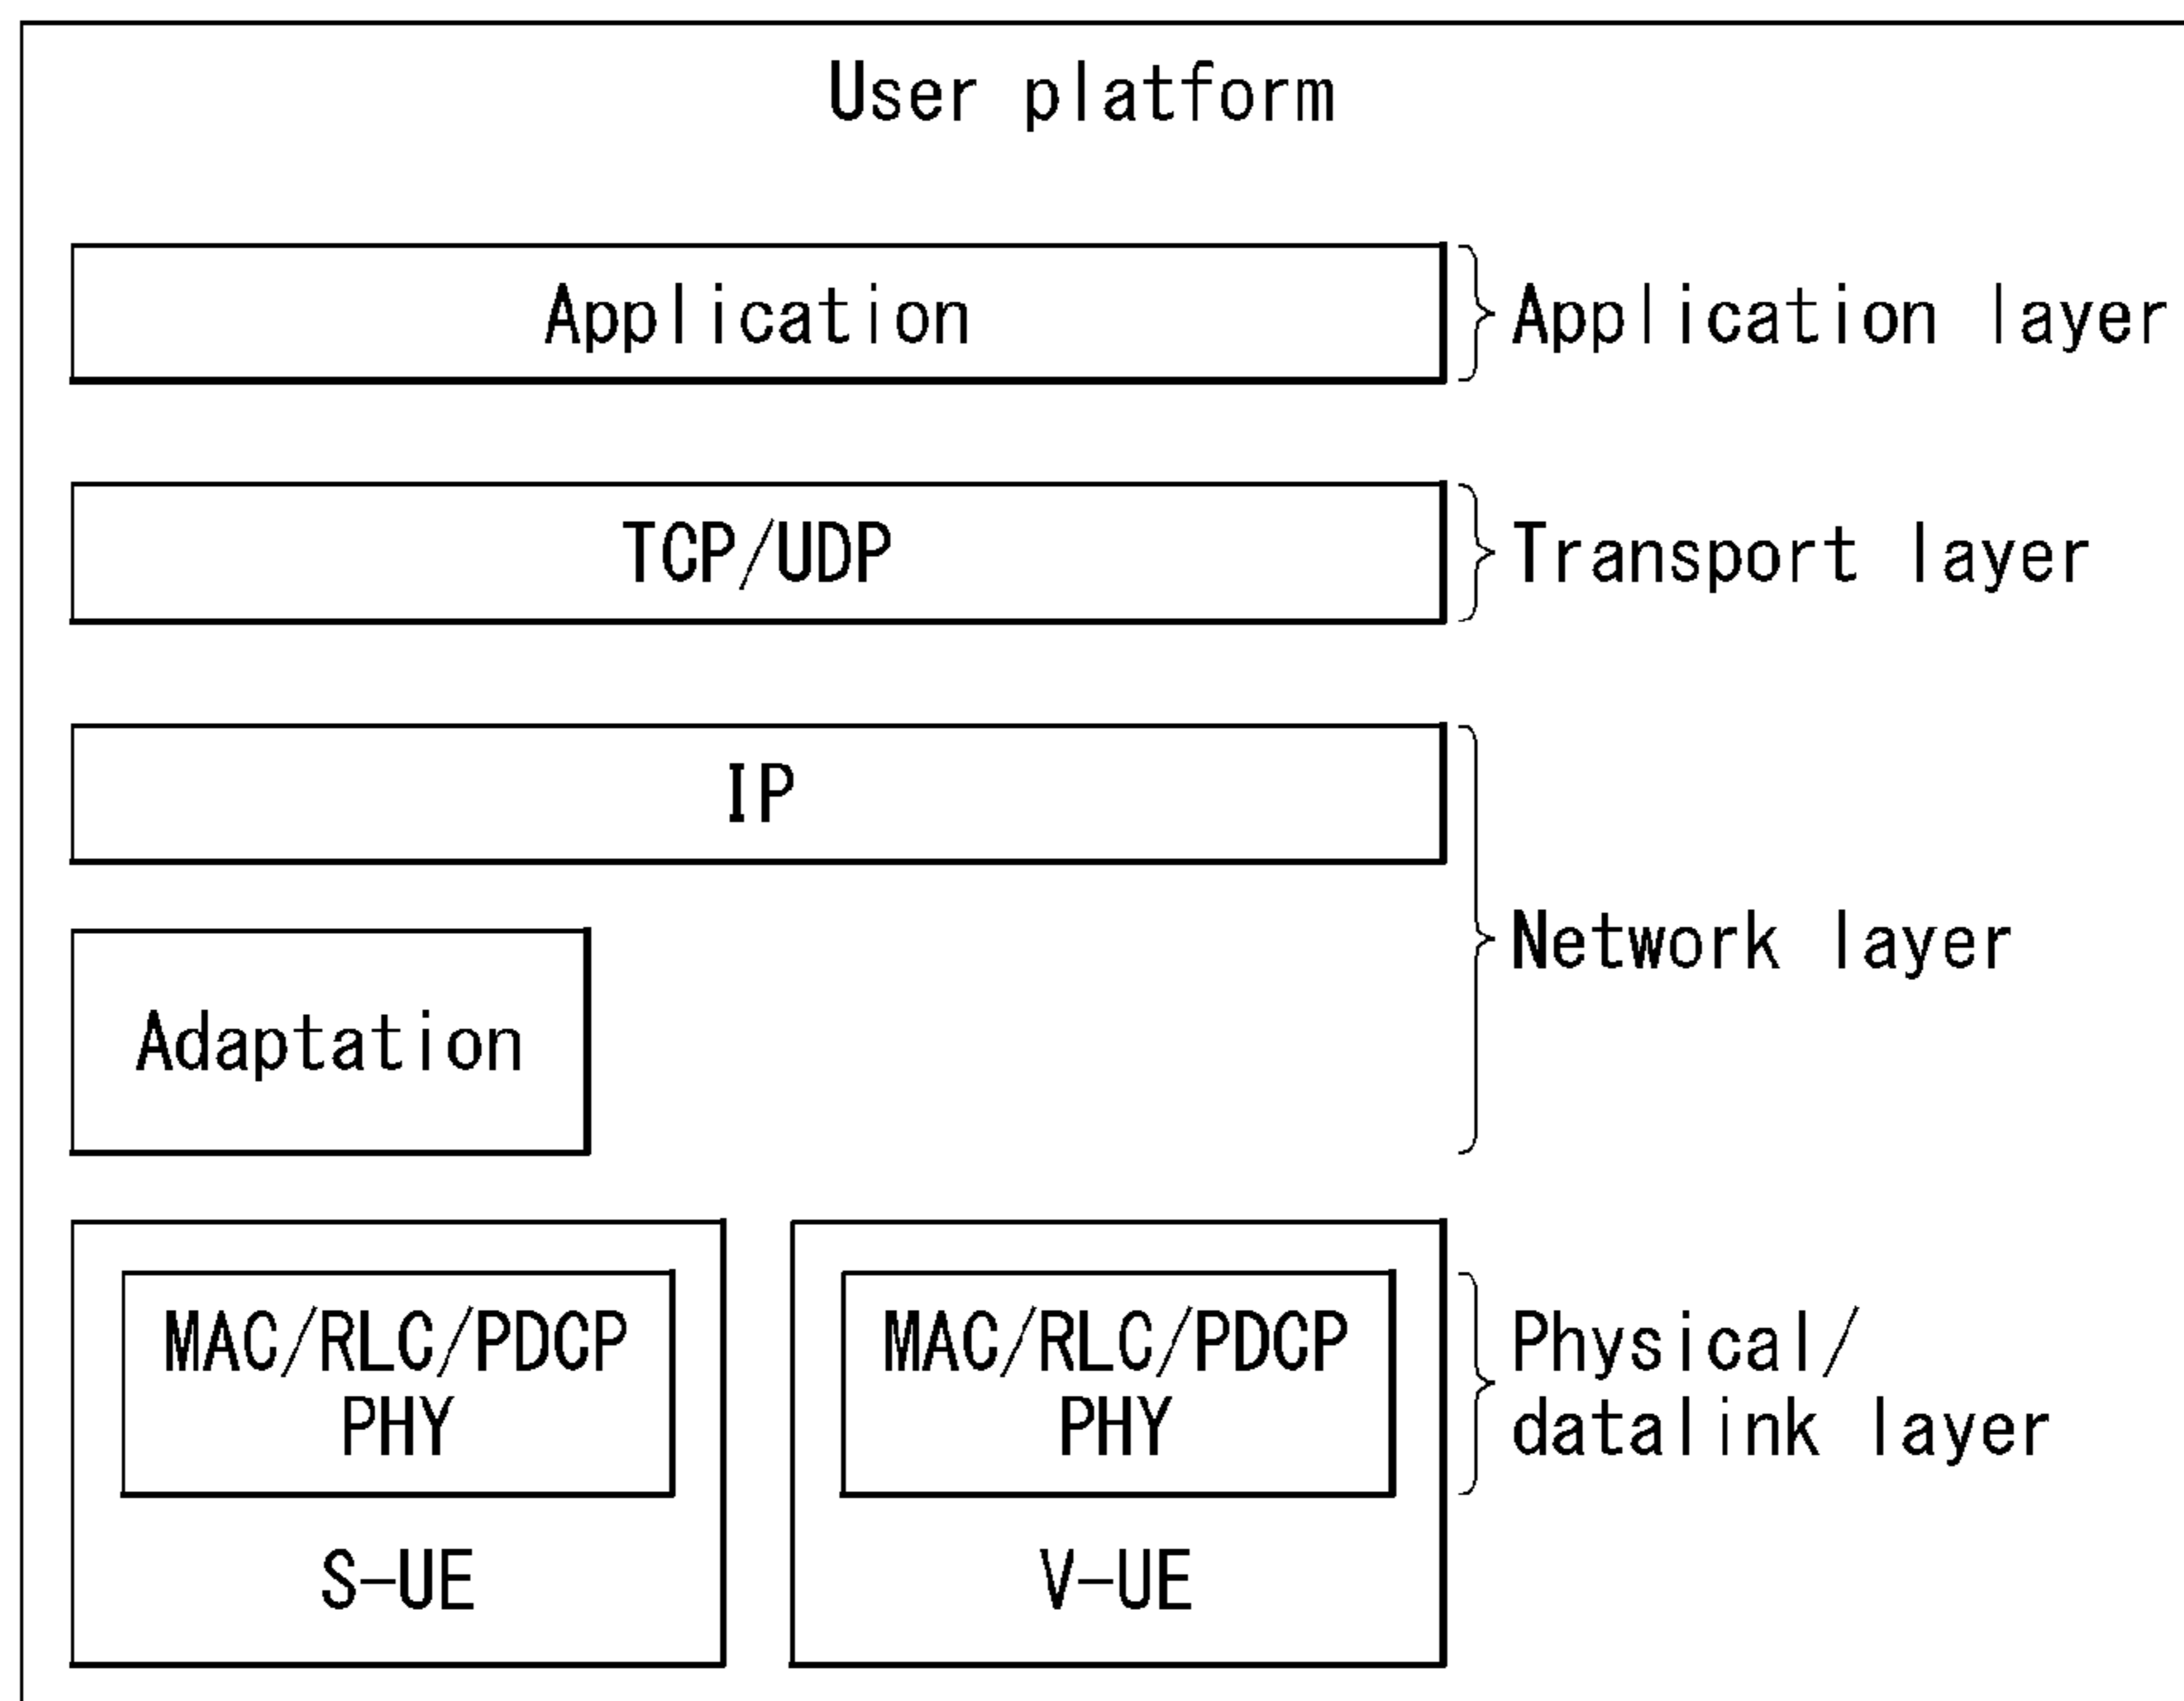 User platform
Application
Application layer
TCP/UDP
Transport layer
IP
Network layer
Adaptation
MAC/RLC/PDCP
PHY
S-UE
MAC/RLC/PDCP
PHY
V-UE
Physical/
datalink layer